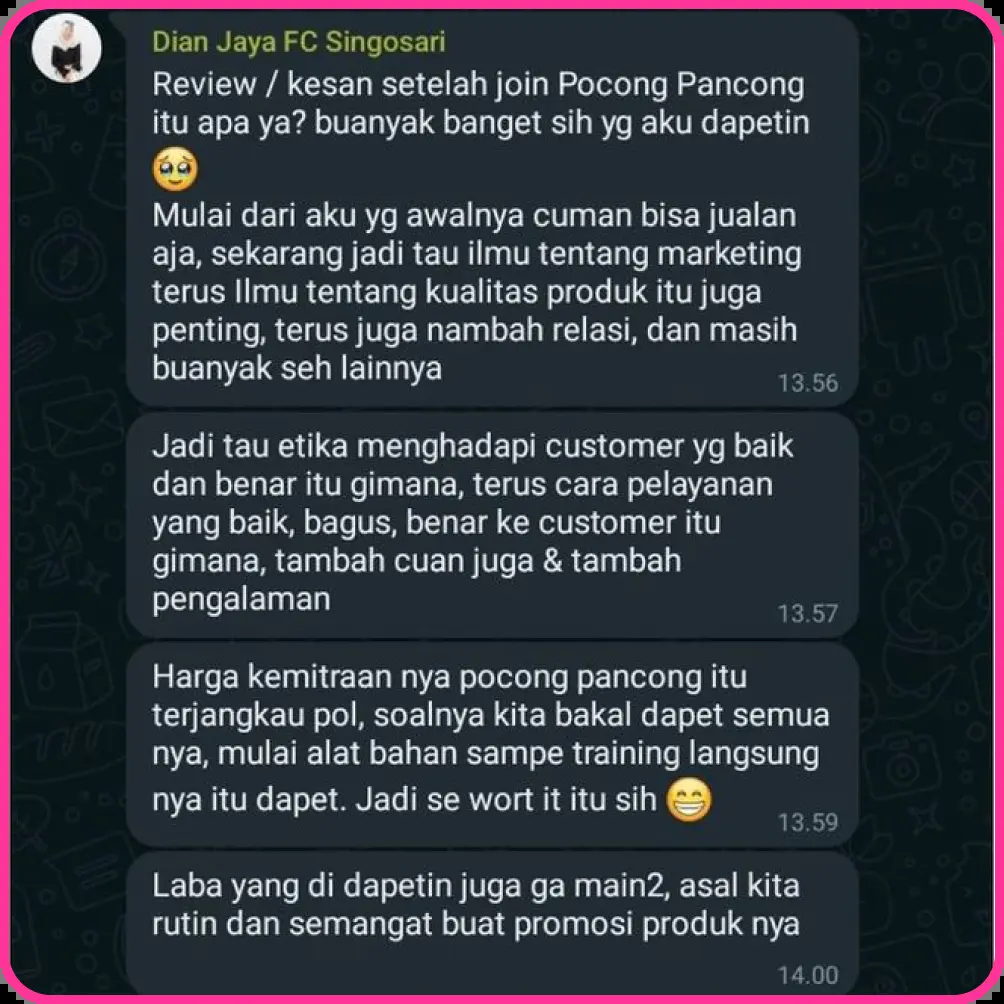 Dian Jaya FC Singosari
Review / kesan setelah join Pocong Pancong
itu apa ya? buanyak banget sih yg aku dapetin
🥹
Mulai dari aku yg awalnya cuman bisa jualan
aja, sekarang jadi tau ilmu tentang marketing
terus Ilmu tentang kualitas produk itu juga
penting, terus juga nambah relasi, dan masih
buanyak seh lainnya
13.56
Jadi tau etika menghadapi customer yg baik
dan benar itu gimana, terus cara pelayanan
yang baik, bagus, benar ke customer itu
gimana, tambah cuan juga & tambah
pengalaman
13.57
Harga kemitraan nya pocong pancong itu
terjangkau pol, soalnya kita bakal dapet semua
nya, mulai alat bahan sampe training langsung
nya itu dapet. Jadi se wort it itu sih 😁
13.59
Laba yang di dapetin juga ga main2, asal kita
rutin dan semangat buat promosi produk nya
14.00